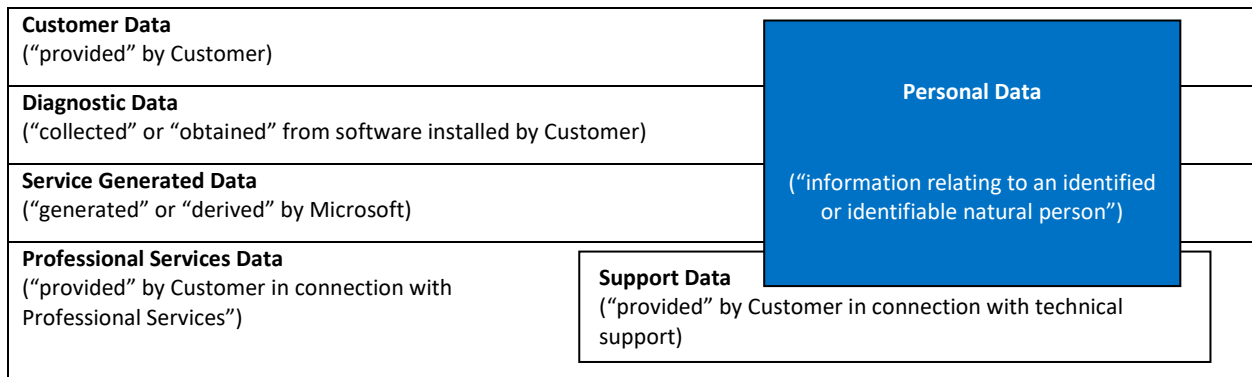 Customer Data
(“provided” by Customer)
Personal Data
Diagnostic Data
(“collected” or “obtained” from software installed by Customer)
Service Generated Data
(“generated” or “derived” by Microsoft)
(“information relating to an identified
or identifiable natural person”)
Professional Services Data
(“provided” by Customer in connection with
Professional Services”)
Support Data
(“provided” by Customer in connection with technical
support)